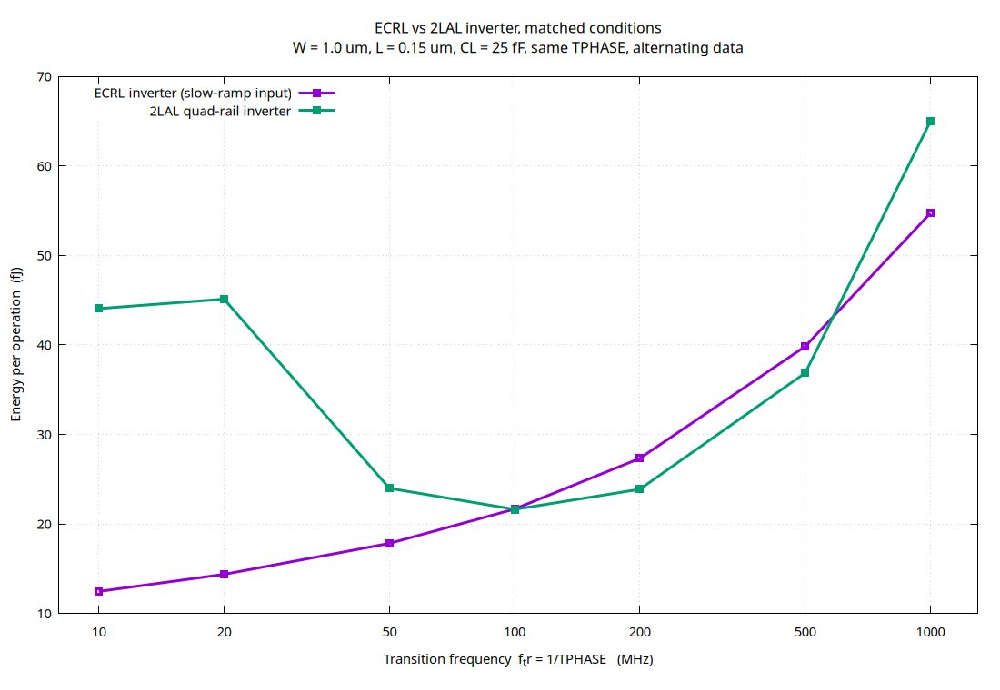 ECRL vs 2LAL inverter, matched conditions
W = 1.0 um, L = 0.15 um, CL = 25 fF, same TPHASE, alternating data
70
60
50
40
30
20
10
Energy per operation (fJ)
ECRL inverter (slow-ramp input)
2LAL quad-rail inverter
10 20 50 100 200 500 1000
Transition frequency f_tr = 1/TPHASE (MHz)